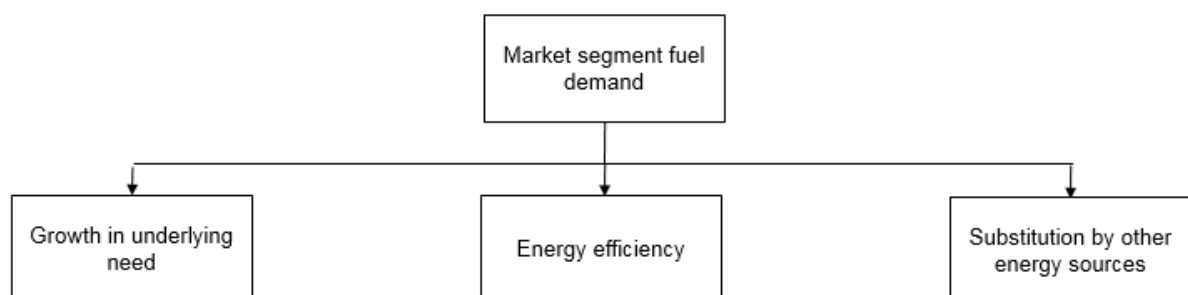 Market segment fuel
demand
Growth in underlying
need
Energy efficiency
Substitution by other
energy sources